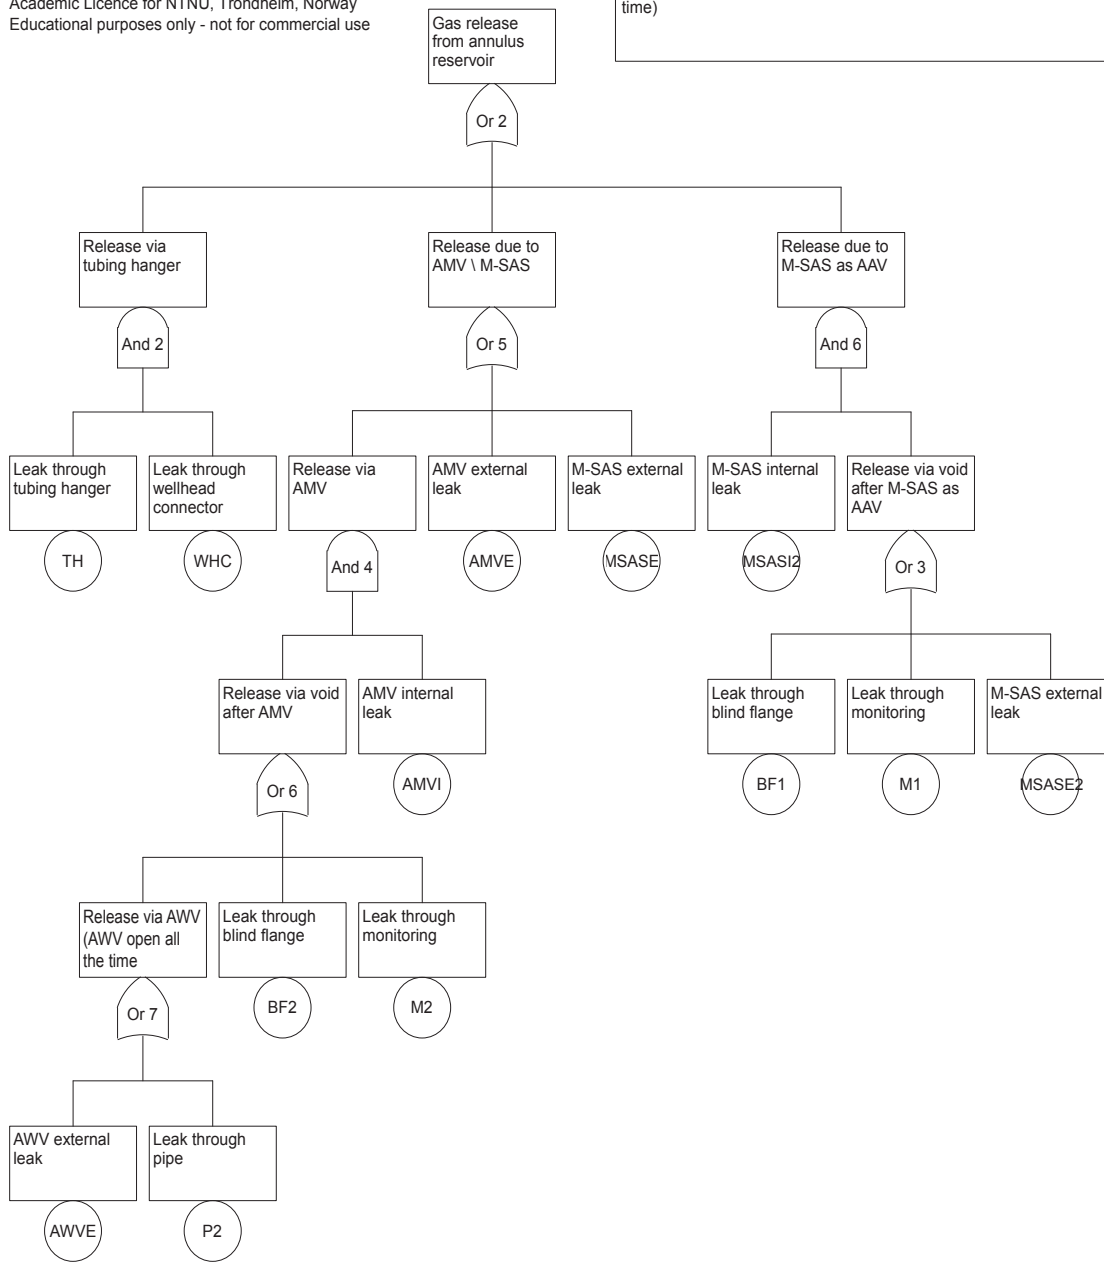 Academic Licence for NTNU, Trondheim, Norway
Educational purposes only - not for commercial use
time)
Gas release
from annulus
reservoir
Or 2
Release via
tubing hanger
Release due to
AMV \ M-SAS
Release due to
M-SAS as AAV
And 2
Or 5
And 6
Leak through
tubing hanger
Leak through
wellhead
connector
Release via
AMV
AMV external
leak
M-SAS external
leak
M-SAS internal
leak
Release via void
after M-SAS as
AAV
TH
WHC
And 4
AMVE
MSASE
MSASI2
Or 3
Release via void
after AMV
AMV internal
leak
Leak through
blind flange
Leak through
monitoring
M-SAS external
leak
Or 6
AMVI
BF1
M1
MSASE2
Release via AWV
(AWV open all
the time
Leak through
blind flange
Leak through
monitoring
Or 7
BF2
M2
AWV external
leak
Leak through
pipe
AWVE
P2